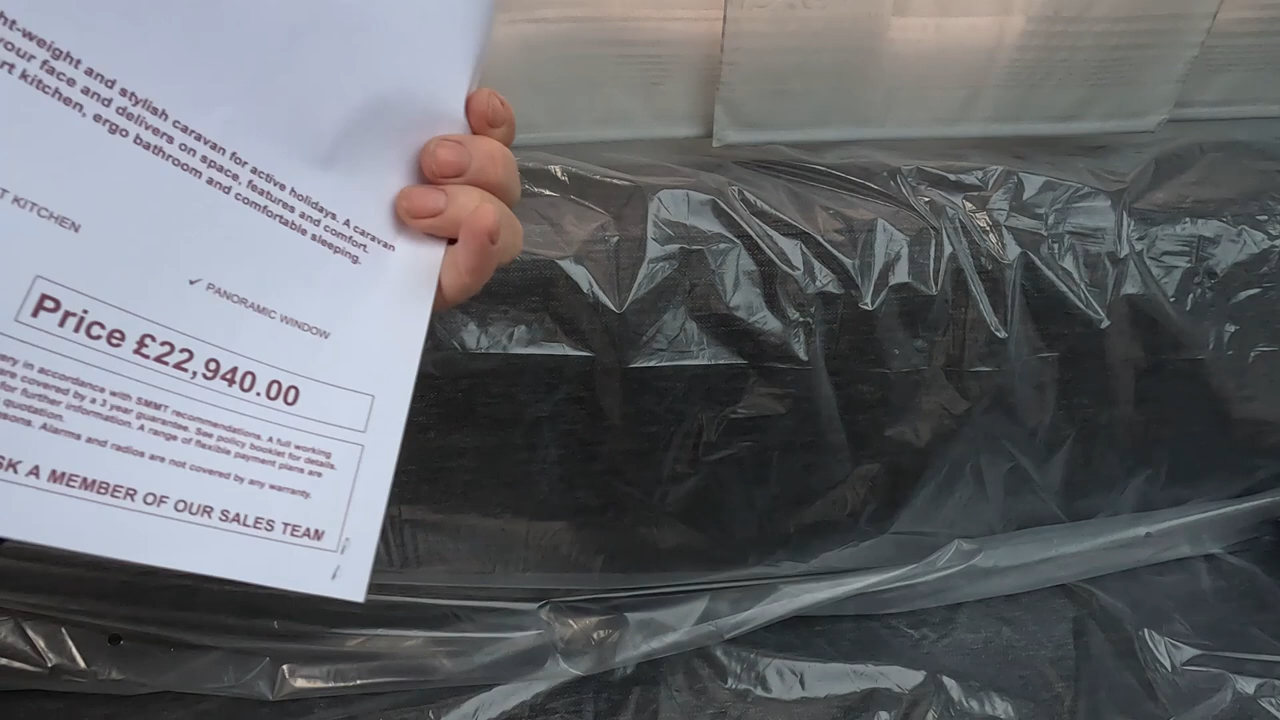 ht-weight and stylish caravan for active holidays. A caravan
your face and delivers on space, features and comfort.
rt kitchen, ergo bathroom and comfortable sleeping.
T KITCHEN
✓ PANORAMIC WINDOW
Price £22,940.00
ery in accordance with SMMT recommendations. A full working
are covered by a 3 year guarantee. See policy booklet for details.
for further information. A range of flexible payment plans are
quotation.
sons. Alarms and radios are not covered by any warranty.
SK A MEMBER OF OUR SALES TEAM